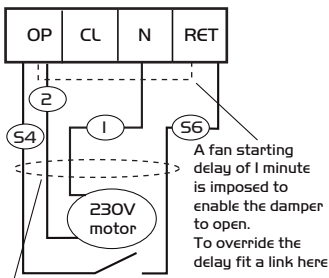 OP CL N RET
2
S4 1 S6
230V
motor
A fan starting
delay of 1 minute
is imposed to
enable the damper
to open.
To override the
delay fit a link here